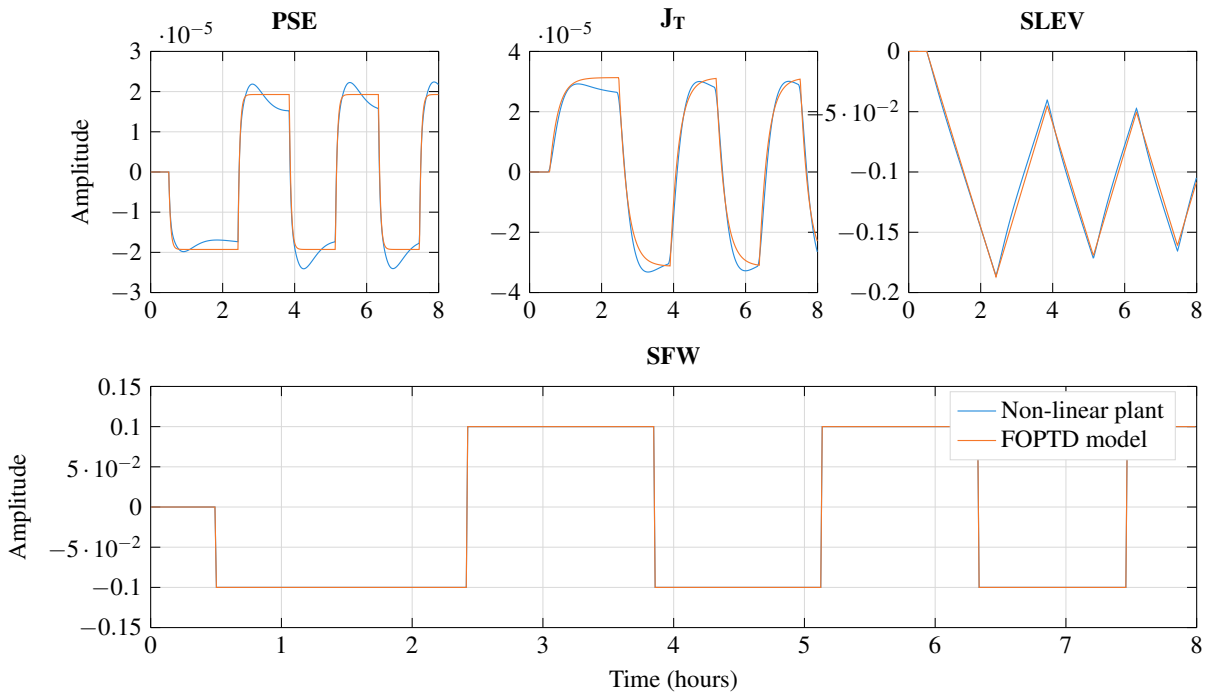 PSE
·10⁻⁵
3
2
1
0
−1
−2
−3
0 2 4 6 8
Amplitude
J_T
·10⁻⁵
4
2
0
−2
−4
0 2 4 6 8
SLEV
0
−5·10⁻²
−0.1
−0.15
−0.2
0 2 4 6 8
SFW
0.15
0.1
5·10⁻²
0
−5·10⁻²
−0.1
−0.15
0 1 2 3 4 5 6 7 8
Amplitude
Time (hours)
Non-linear plant
FOPTD model